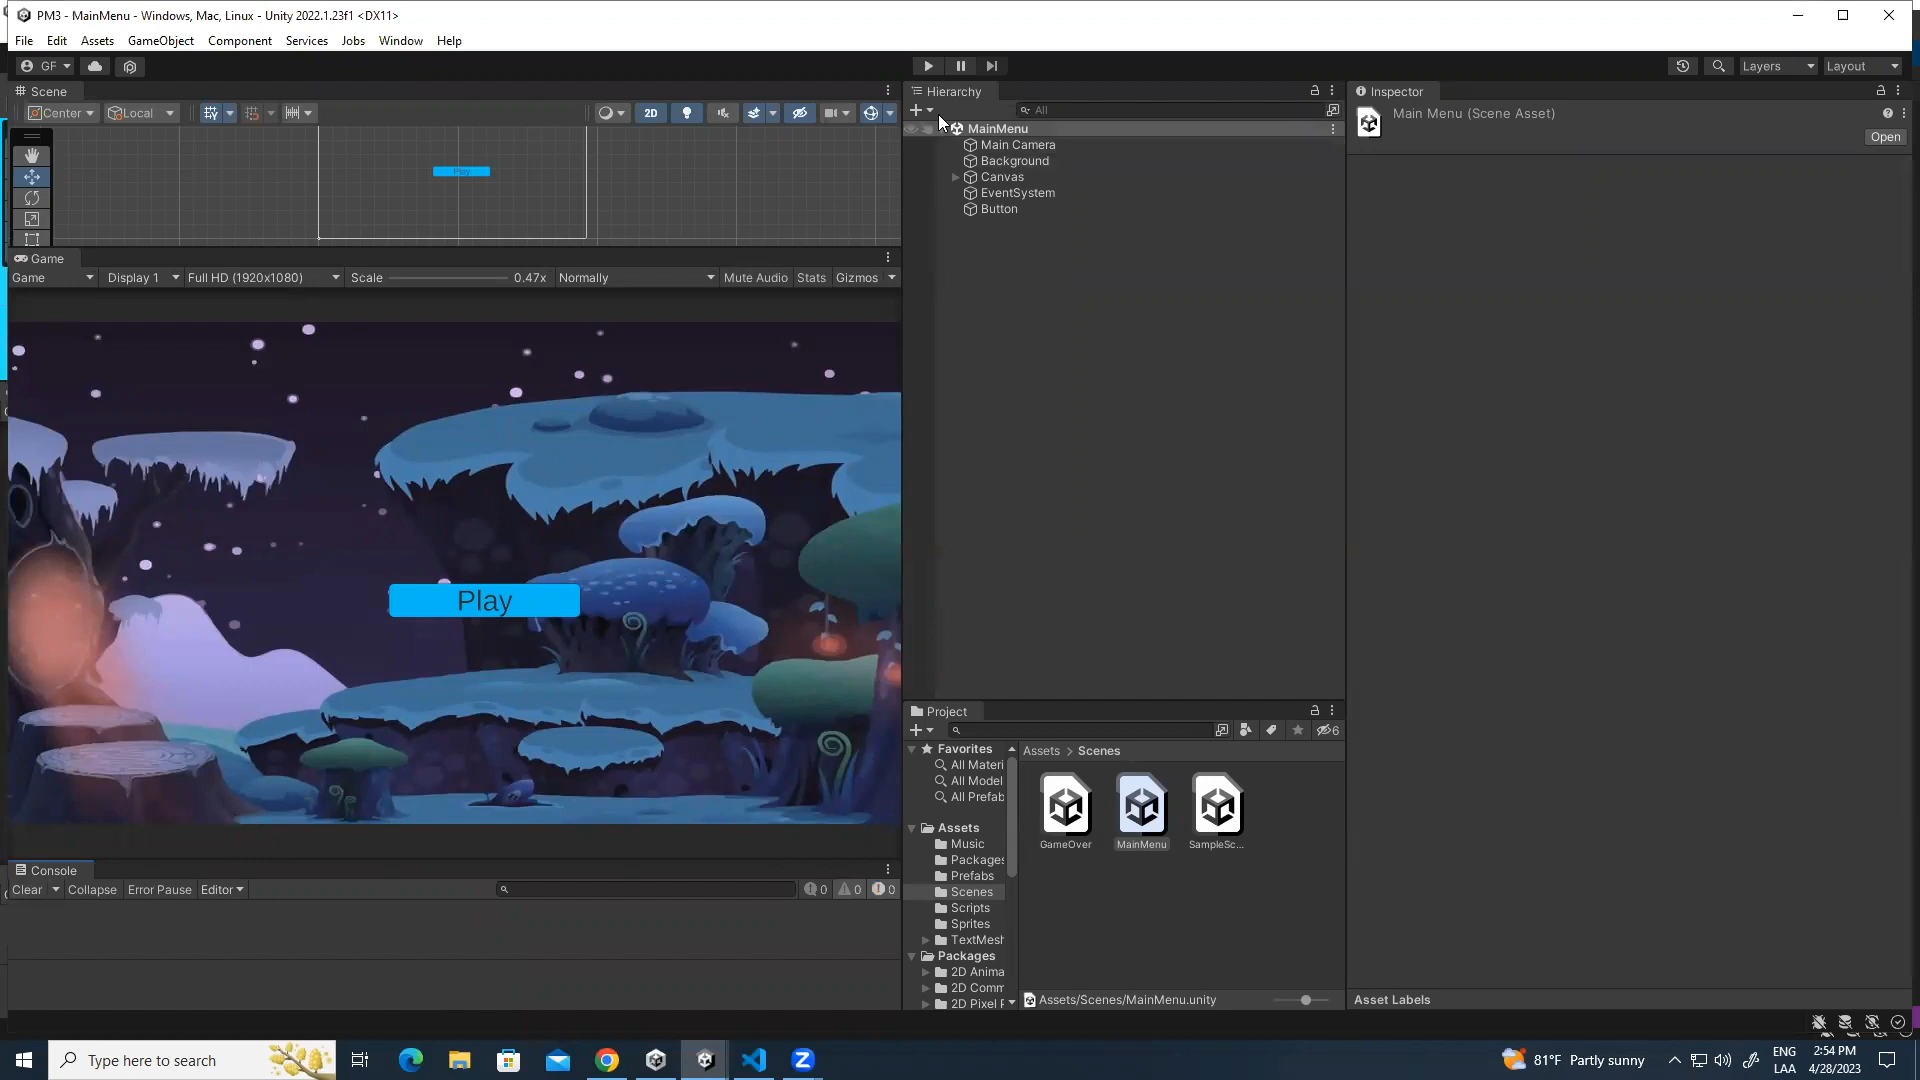 PM3 - MainMenu - Windows, Mac, Linux - Unity 2022.1.23f1 <DX11>
File Edit Assets GameObject Component Services Jobs Window Help
GF Layers Layout
Scene
Center Local 2D
Play
Game
Game Display 1 Full HD (1920x1080) Scale 0.47x Normally Mute Audio Stats Gizmos
Play
Console
Clear Collapse Error Pause Editor 0 0 0
Hierarchy
All
MainMenu
Main Camera
Background
Canvas
EventSystem
Button
Inspector
Main Menu (Scene Asset)
Open
Project
6
Favorites
All Materi
All Model
All Prefab
Assets
Music
Packages
Prefabs
Scenes
Scripts
Sprites
TextMesh
Packages
2D Anima
2D Comm
2D Pixel P
Assets > Scenes
GameOver MainMenu SampleSc...
Assets/Scenes/MainMenu.unity
Asset Labels
Type here to search
81°F Partly sunny
ENG
LAA
2:54 PM
4/28/2023